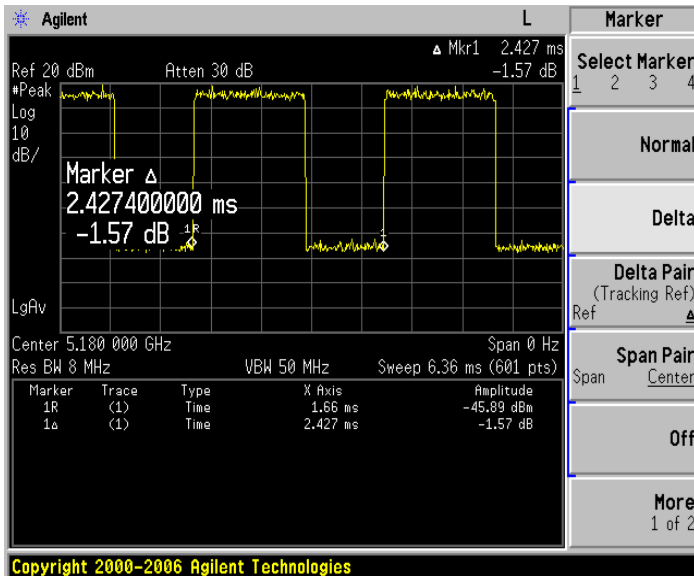 Agilent L Marker
Δ Mkr1 2.427 ms
Ref 20 dBm Atten 30 dB -1.57 dB
#Peak
Log
10
dB/
Marker Δ
2.427400000 ms
-1.57 dB
1R
1
LgAv
Center 5.180 000 GHz Span 0 Hz
Res BW 8 MHz VBW 50 MHz Sweep 6.36 ms (601 pts)
Marker Trace Type X Axis Amplitude
1R (1) Time 1.66 ms -45.89 dBm
1Δ (1) Time 2.427 ms -1.57 dB
Select Marker
1 2 3 4
Normal
Delta
Delta Pair
(Tracking Ref)
Ref Δ
Span Pair
Span Center
Off
More
1 of 2
Copyright 2000-2006 Agilent Technologies